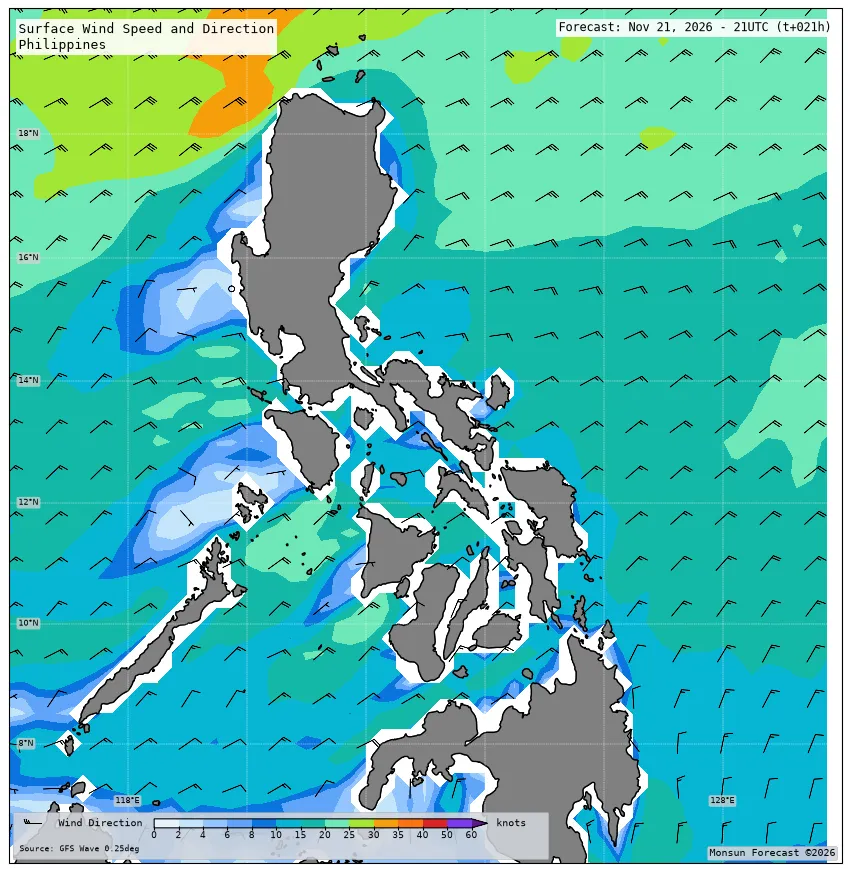 Surface Wind Speed and Direction
Philippines
Forecast: Nov 21, 2026 - 21UTC (t+021h)
18°N
16°N
14°N
12°N
10°N
8°N
118°E
128°E
Wind Direction
knots
0 2 4 6 8 10 15 20 25 30 35 40 50 60
Source: GFS Wave 0.25deg
Monsun Forecast ©2026